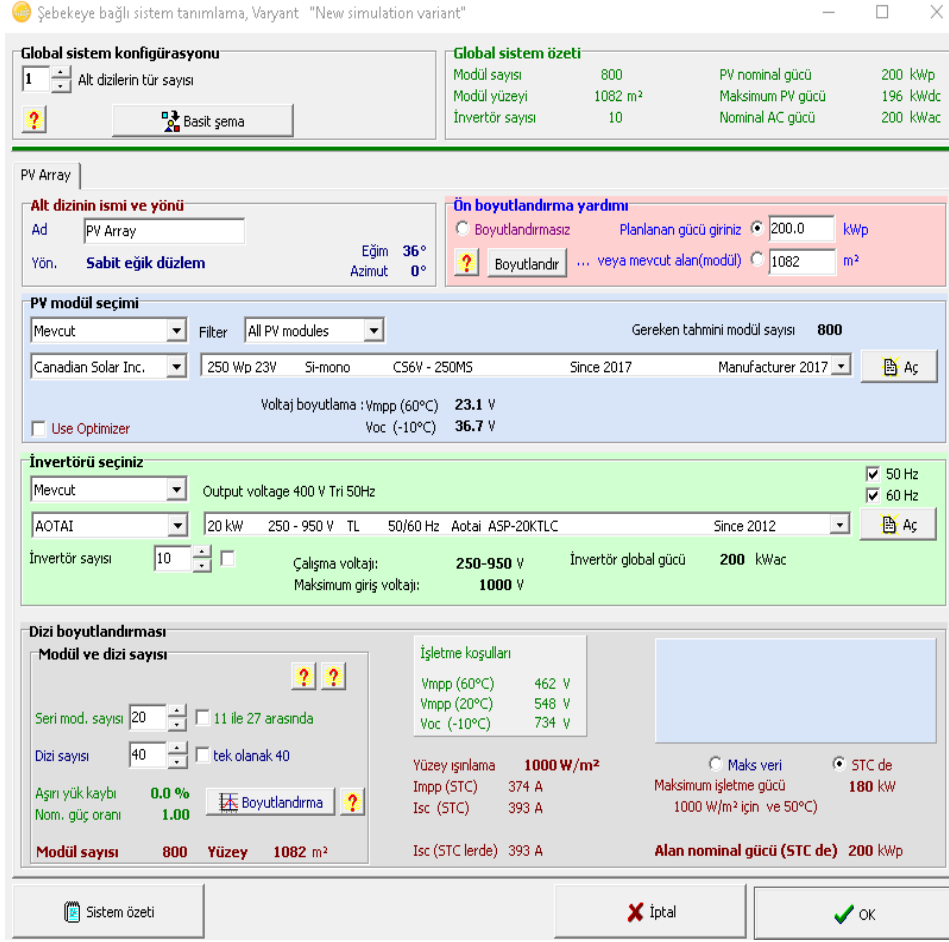 Şebekeye bağlı sistem tanımlama, Varyant "New simulation variant"
Global sistem konfigürasyonu
1 Alt dizilerin tür sayısı
? Basit şema
Global sistem özeti
Modül sayısı 800 PV nominal gücü 200 kWp
Modül yüzeyi 1082 m² Maksimum PV gücü 196 kWdc
İnvertör sayısı 10 Nominal AC gücü 200 kWac
PV Array
Alt dizinin ismi ve yönü
Ad PV Array
Yön. Sabit eğik düzlem
Eğim 36°
Azimut 0°
Ön boyutlandırma yardımı
Boyutlandırmasız Planlanan gücü giriniz 200.0 kWp
? Boyutlandır ... veya mevcut alan(modül) 1082 m²
PV modül seçimi
Mevcut Filter All PV modules Gereken tahmini modül sayısı 800
Canadian Solar Inc. 250 Wp 23V Si-mono CS6V - 250MS Since 2017 Manufacturer 2017 Aç
Voltaj boyutlama : Vmpp (60°C) 23.1 V
Use Optimizer Voc (-10°C) 36.7 V
İnvertörü seçiniz
Mevcut Output voltage 400 V Tri 50Hz
50 Hz
60 Hz
AOTAI 20 kW 250 - 950 V TL 50/60 Hz Aotai ASP-20KTLC Since 2012 Aç
İnvertör sayısı 10 Çalışma voltajı: 250-950 V İnvertör global gücü 200 kWac
Maksimum giriş voltajı: 1000 V
Dizi boyutlandırması
Modül ve dizi sayısı
? ?
Seri mod. sayısı 20 11 ile 27 arasında
Dizi sayısı 40 tek olanak 40
Aşırı yük kaybı 0.0 %
Nom. güç oranı 1.00
Boyutlandırma ?
Modül sayısı 800 Yüzey 1082 m²
İşletme koşulları
Vmpp (60°C) 462 V
Vmpp (20°C) 548 V
Voc (-10°C) 734 V
Yüzey ışınlama 1000 W/m²
Impp (STC) 374 A
Isc (STC) 393 A
Isc (STC lerde) 393 A
Maks veri STC de
Maksimum işletme gücü 180 kW
1000 W/m² için ve 50°C)
Alan nominal gücü (STC de) 200 kWp
Sistem özeti
İptal
OK